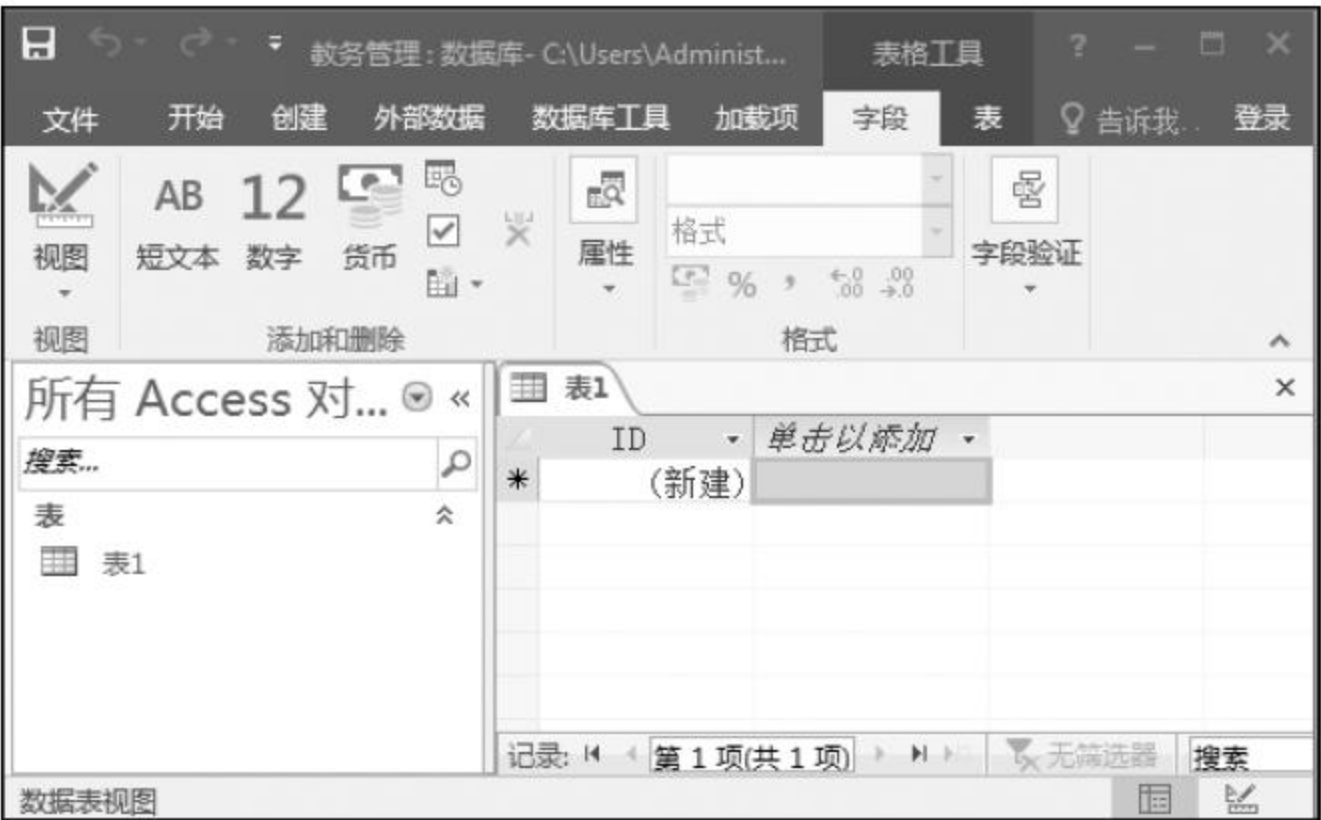 教务管理 : 数据库- C:\Users\Administ...
表格工具
?
文件 开始 创建 外部数据 数据库工具 加载项 字段 表 告诉我.. 登录
AB 12
视图 短文本 数字 货币 属性 格式 字段验证
% , .00 .0
视图 添加和删除 格式
所有 Access 对... «
搜索...
表
表1
表1 ×
ID 单击以添加
* (新建)
记录: 第 1 项(共 1 项) 无筛选器 搜索
数据表视图